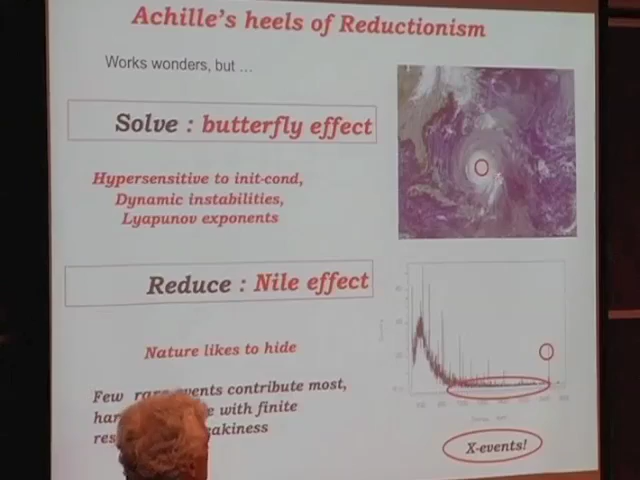 Achille's heels of Reductionism
Works wonders, but ...
Solve : butterfly effect
Hypersensitive to init-cond,
Dynamic instabilities,
Lyapunov exponents
Reduce : Nile effect
Nature likes to hide
Few events contribute most,
with finite
X-events!